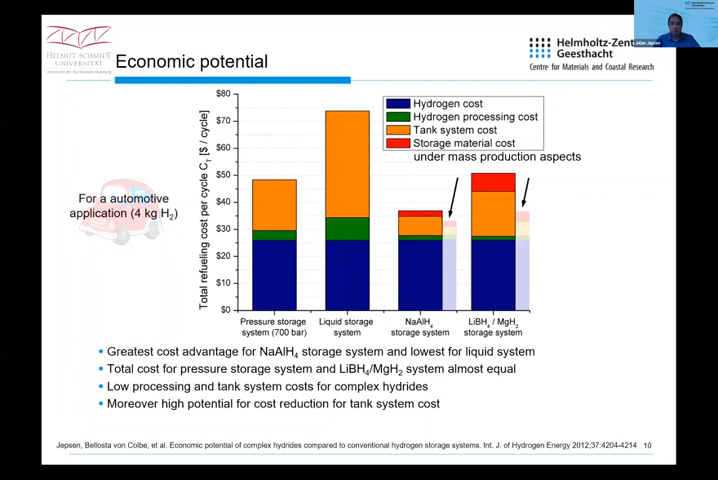 HELMUT SCHMIDT
UNIVERSITÄT
Universität der Bundeswehr Hamburg
Economic potential
Helmholtz-Zent
Geesthacht
Centre for Materials and Coastal Research
Julian Jepsen
For a automotive
application (4 kg H₂)
Total refueling cost per cycle C_T [$ / cycle]
$80
$70
$60
$50
$40
$30
$20
$10
$0
Hydrogen cost
Hydrogen processing cost
Tank system cost
Storage material cost
under mass production aspects
Pressure storage
system (700 bar)
Liquid storage
system
NaAlH₄
storage system
LiBH₄ / MgH₂
storage system
Greatest cost advantage for NaAlH₄ storage system and lowest for liquid system
Total cost for pressure storage system and LiBH₄/MgH₂ system almost equal
Low processing and tank system costs for complex hydrides
Moreover high potential for cost reduction for tank system cost
Jepsen, Bellosta von Colbe, et al. Economic potential of complex hydrides compared to conventional hydrogen storage systems. Int. J. of Hydrogen Energy 2012;37:4204-4214 10